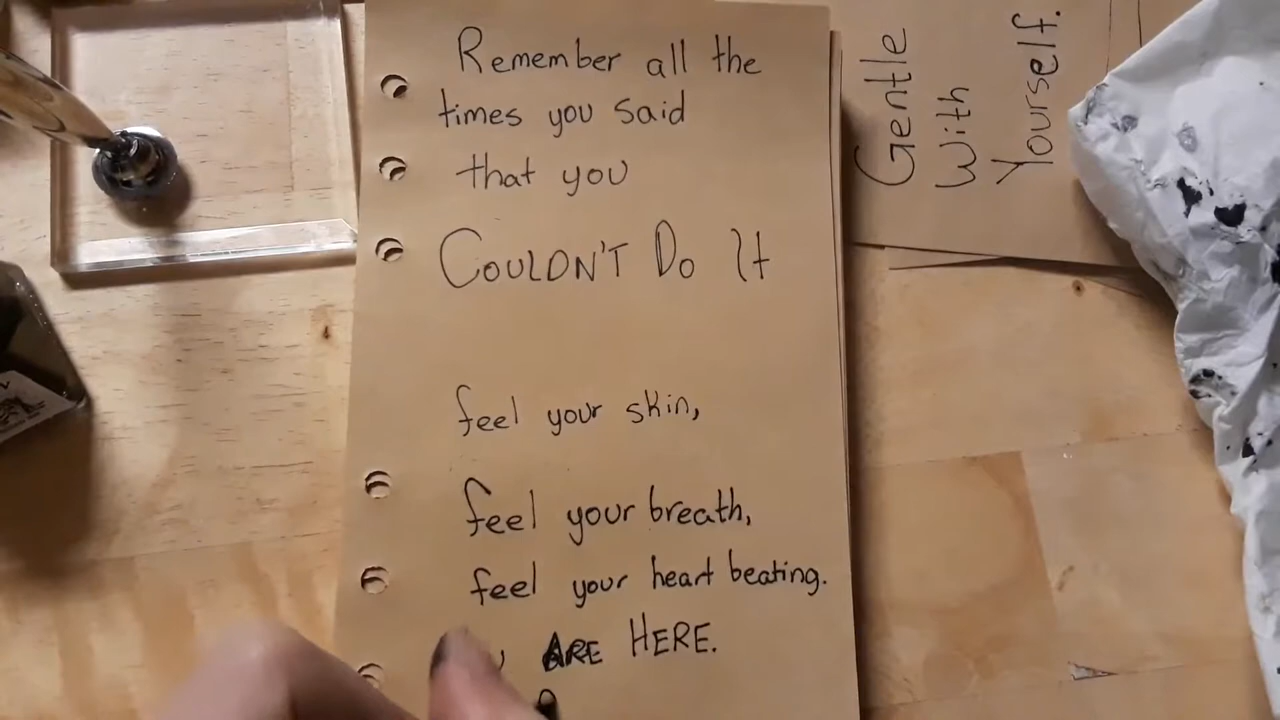 Remember all the
times you said
that you
COULDN'T DO It
feel your skin,
feel your breath,
feel your heart beating.
ARE HERE.
Gentle
With
Yourself.